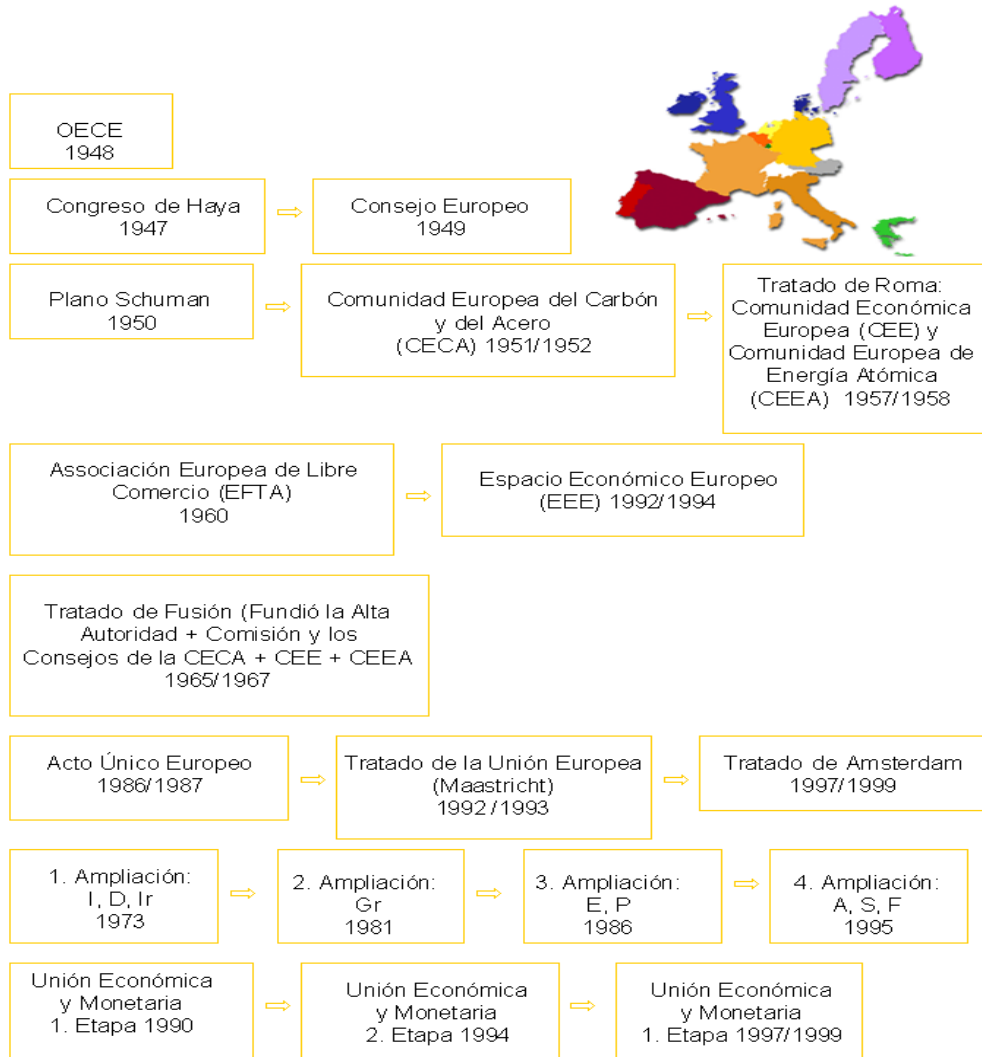 OECE
1948
Congreso de Haya
1947
Consejo Europeo
1949
Plano Schuman
1950
Comunidad Europea del Carbón
y del Acero
(CECA) 1951/1952
Tratado de Roma:
Comunidad Económica
Europea (CEE) y
Comunidad Europea de
Energía Atómica
(CEEA) 1957/1958
Associación Europea de Libre
Comercio (EFTA)
1960
Espacio Económico Europeo
(EEE) 1992/1994
Tratado de Fusión (Fundió la Alta
Autoridad + Comisión y los
Consejos de la CECA + CEE + CEEA
1965/1967
Acto Único Europeo
1986/1987
Tratado de la Unión Europea
(Maastricht)
1992/1993
Tratado de Amsterdam
1997/1999
1. Ampliación:
I, D, Ir
1973
2. Ampliación:
Gr
1981
3. Ampliación:
E, P
1986
4. Ampliación:
A, S, F
1995
Unión Económica
y Monetaria
1. Etapa 1990
Unión Económica
y Monetaria
2. Etapa 1994
Unión Económica
y Monetaria
1. Etapa 1997/1999